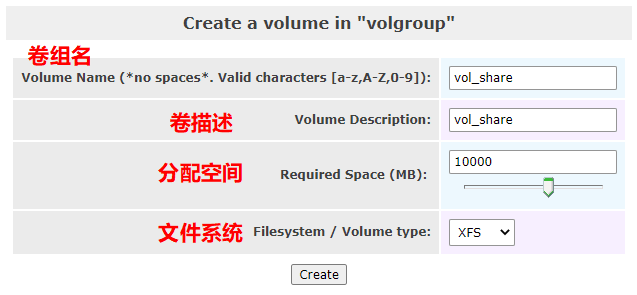 Create a volume in "volgroup"
卷组名
Volume Name (*no spaces*. Valid characters [a-z,A-Z,0-9]): vol_share
卷描述 Volume Description: vol_share
分配空间 Required Space (MB): 10000
文件系统 Filesystem / Volume type: XFS
Create